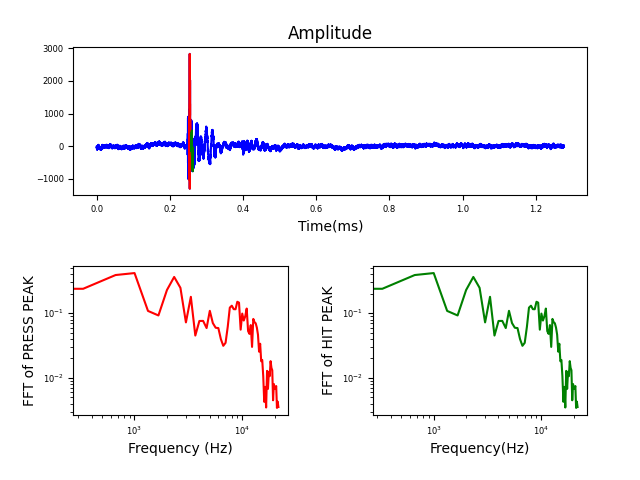 Amplitude
3000
2000
1000
0
−1000
0.0 0.2 0.4 0.6 0.8 1.0 1.2
Time(ms)
FFT of PRESS PEAK
10⁻¹
10⁻²
10³ 10⁴
Frequency (Hz)
FFT of HIT PEAK
10⁻¹
10⁻²
10³ 10⁴
Frequency(Hz)